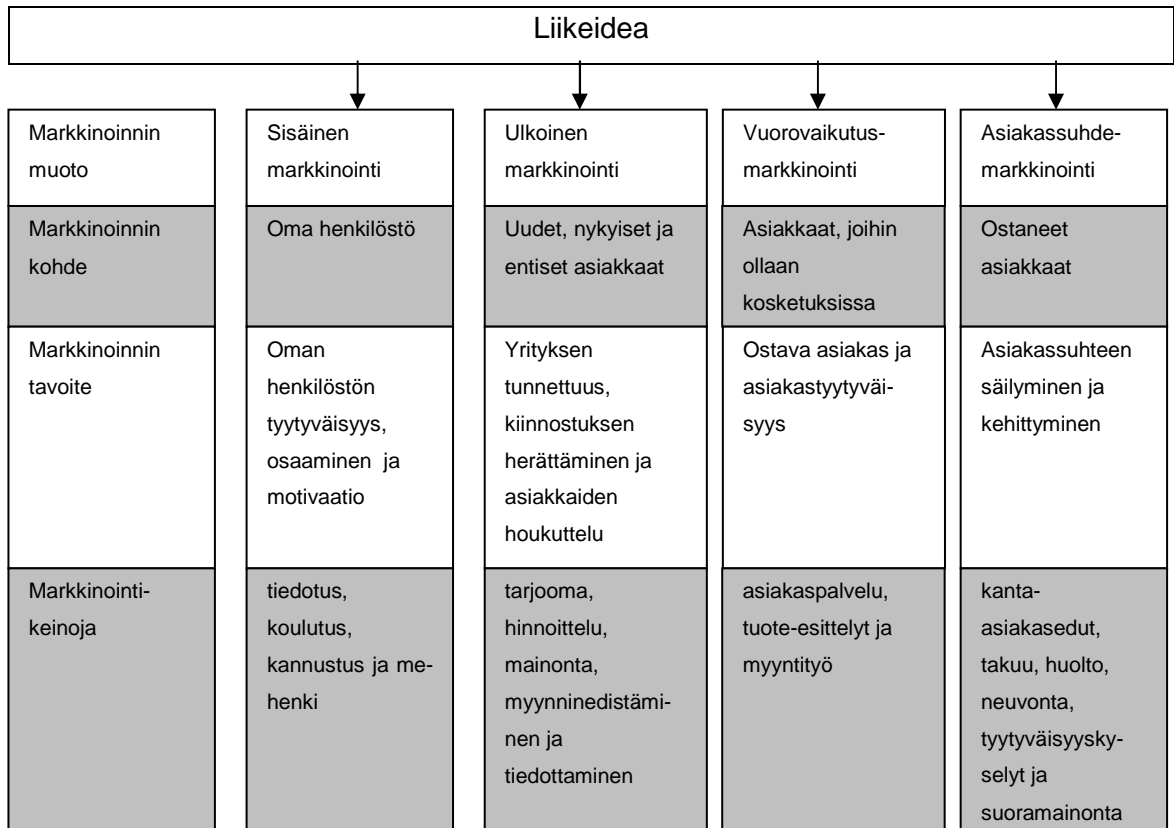 Liikeidea
Markkinoinnin
muoto
Sisäinen
markkinointi
Ulkoinen
markkinointi
Vuorovaikutus-
markkinointi
Asiakassuhde-
markkinointi
Markkinoinnin
kohde
Oma henkilöstö
Uudet, nykyiset ja
entiset asiakkaat
Asiakkaat, joihin
ollaan
kosketuksissa
Ostaneet
asiakkaat
Markkinoinnin
tavoite
Oman
henkilöstön
tyytyväisyys,
osaaminen ja
motivaatio
Yrityksen
tunnettuus,
kiinnostuksen
herättäminen ja
asiakkaiden
houkuttelu
Ostava asiakas ja
asiakastyytyväi-
syys
Asiakassuhteen
säilyminen ja
kehittyminen
Markkinointi-
keinoja
tiedotus,
koulutus,
kannustus ja me-
henki
tarjooma,
hinnoittelu,
mainonta,
myynninedistämi-
nen ja
tiedottaminen
asiakaspalvelu,
tuote-esittelyt ja
myyntityö
kanta-
asiakasedut,
takuu, huolto,
neuvonta,
tyytyväisyysky-
selyt ja
suoramainonta